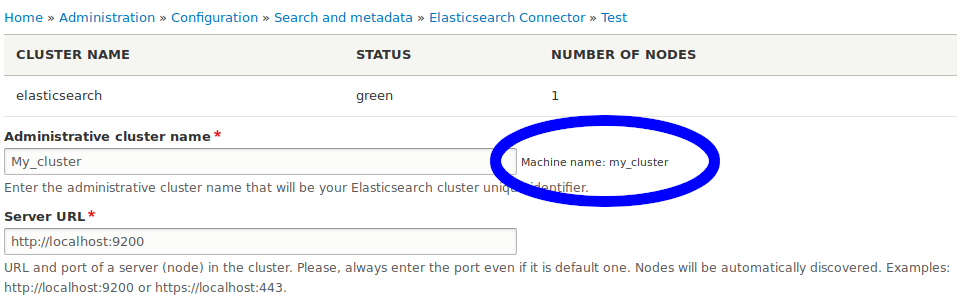 Home » Administration » Configuration » Search and metadata » Elasticsearch Connector » Test
CLUSTER NAME STATUS NUMBER OF NODES
elasticsearch green 1
Administrative cluster name *
My_cluster Machine name: my_cluster
Enter the administrative cluster name that will be your Elasticsearch cluster unique identifier.
Server URL *
http://localhost:9200
URL and port of a server (node) in the cluster. Please, always enter the port even if it is default one. Nodes will be automatically discovered. Examples:
http://localhost:9200 or https://localhost:443.